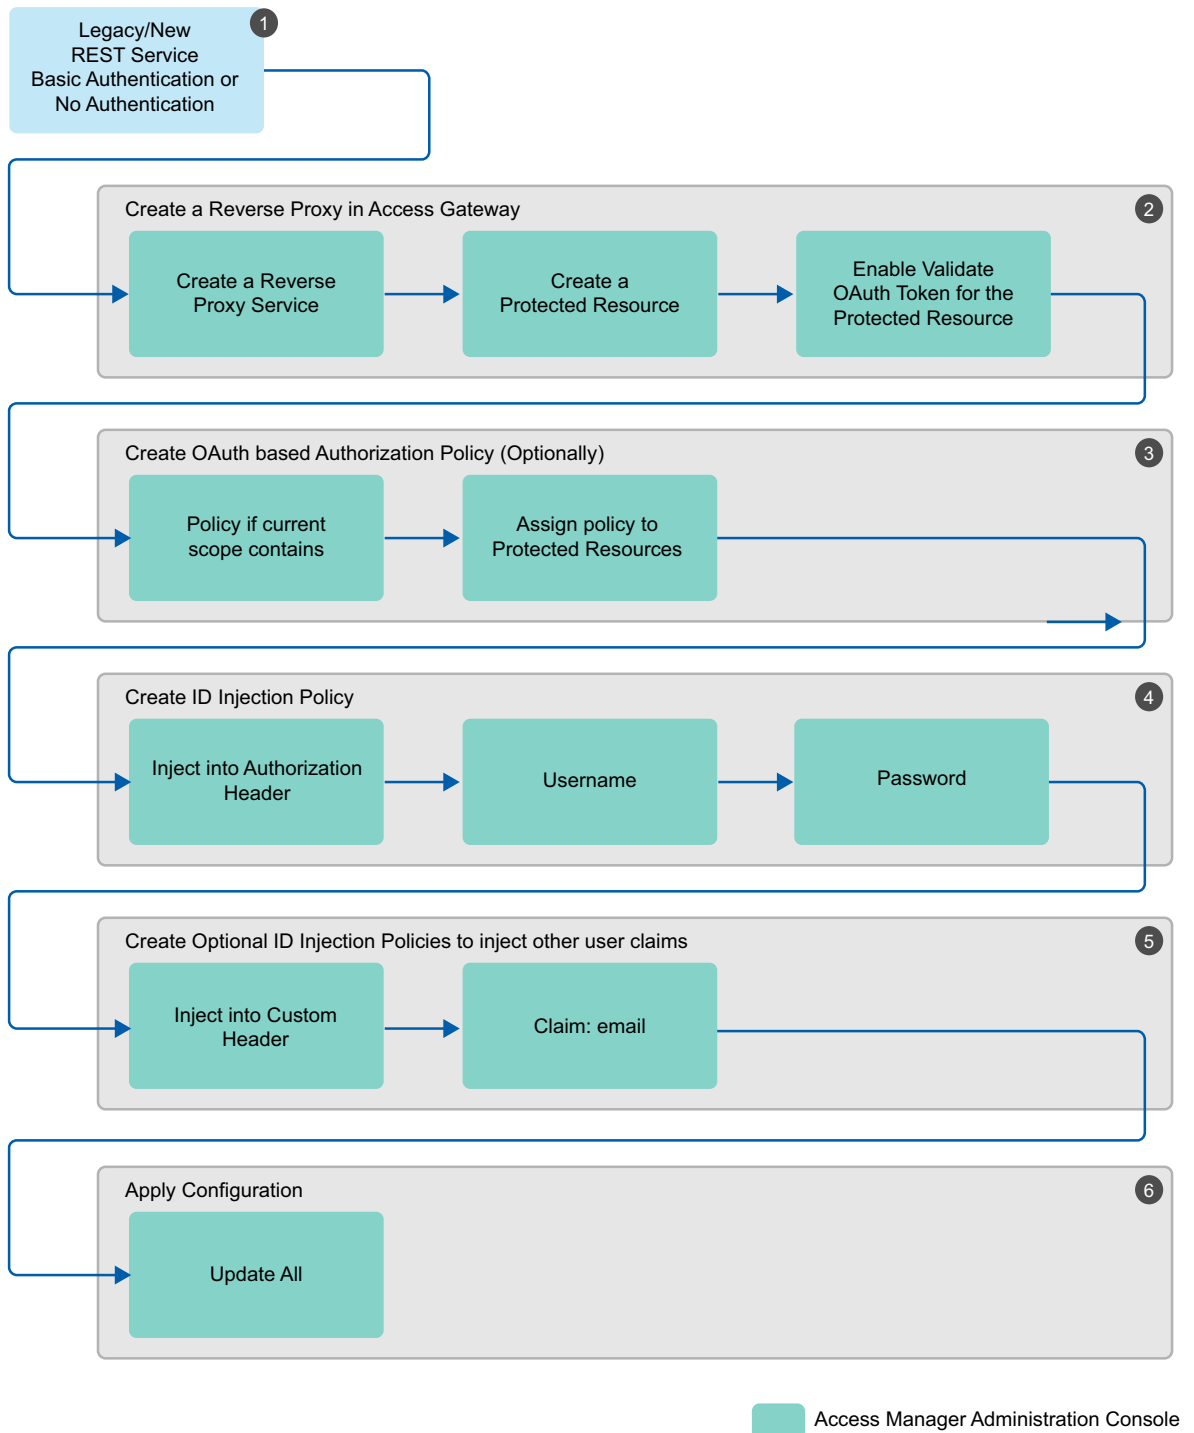 Legacy/New
REST Service
Basic Authentication or
No Authentication
1
Create a Reverse Proxy in Access Gateway
2
Create a Reverse
Proxy Service
Create a
Protected Resource
Enable Validate
OAuth Token for the
Protected Resource
Create OAuth based Authorization Policy (Optionally)
3
Policy if current
scope contains
Assign policy to
Protected Resources
Create ID Injection Policy
4
Inject into Authorization
Header
Username
Password
Create Optional ID Injection Policies to inject other user claims
5
Inject into Custom
Header
Claim: email
Apply Configuration
6
Update All
Access Manager Administration Console